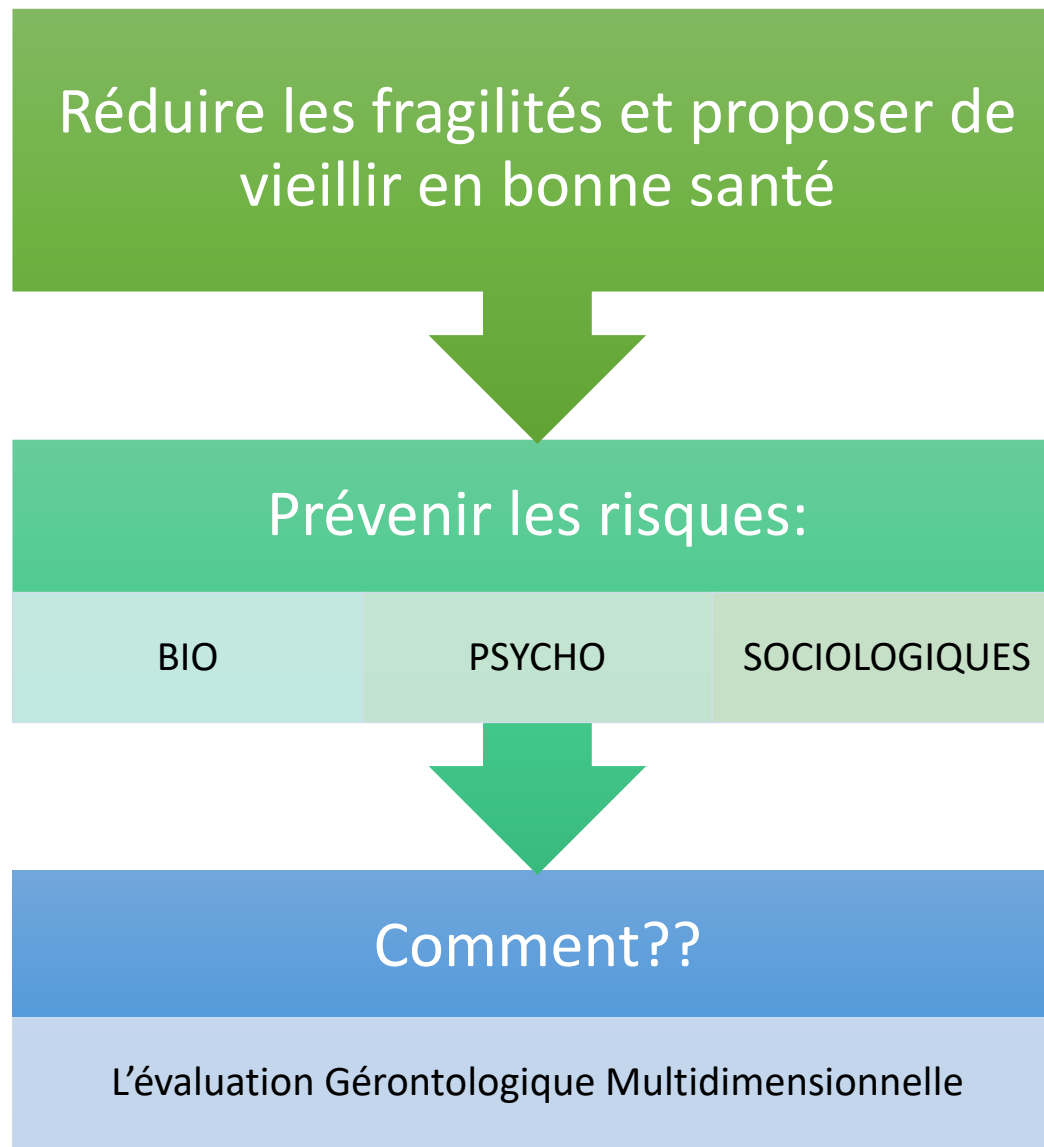 Réduire les fragilités et proposer de
vieillir en bonne santé
Prévenir les risques:
BIO
PSYCHO
SOCIOLOGIQUES
Comment??
L’évaluation Gérontologique Multidimensionnelle